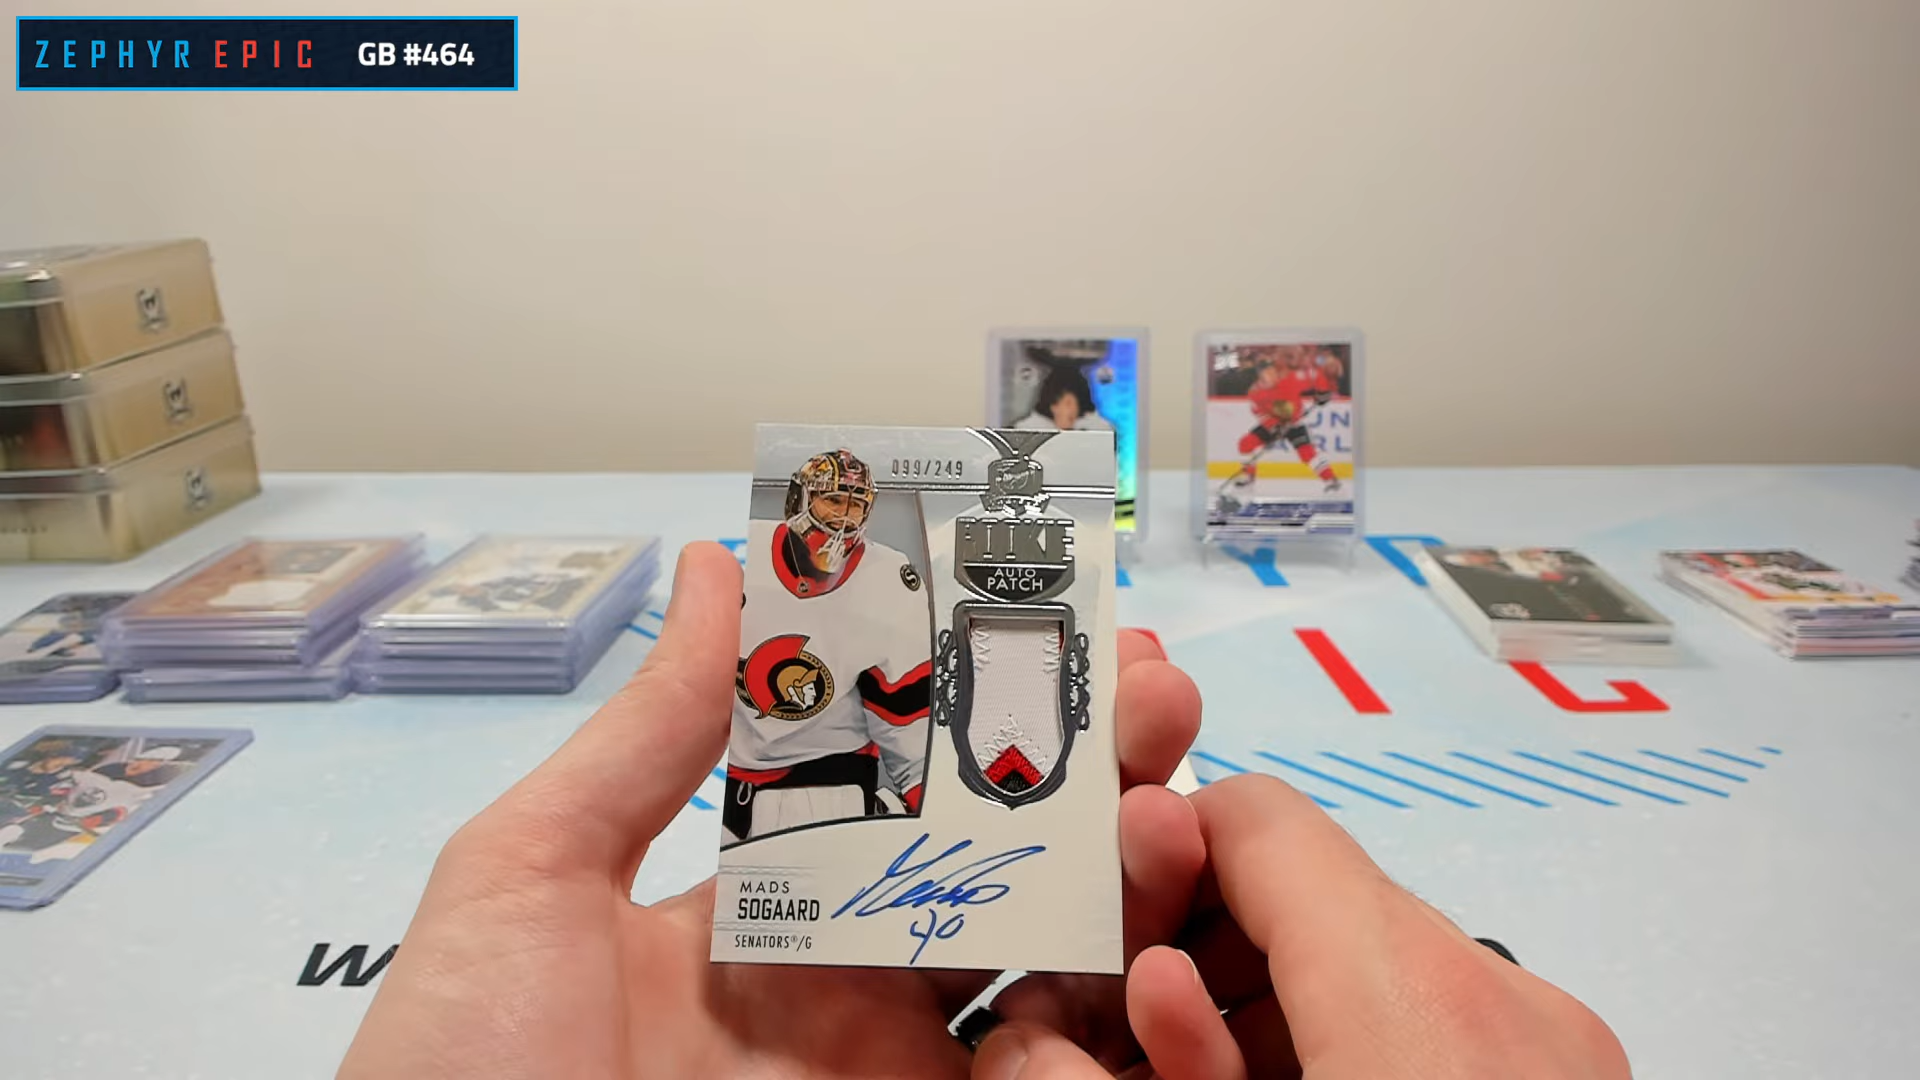 ZEPHYR EPIC GB #464
099/249
ROOKIE
AUTO
PATCH
MADS
SOGAARD
SENATORS®/G
40